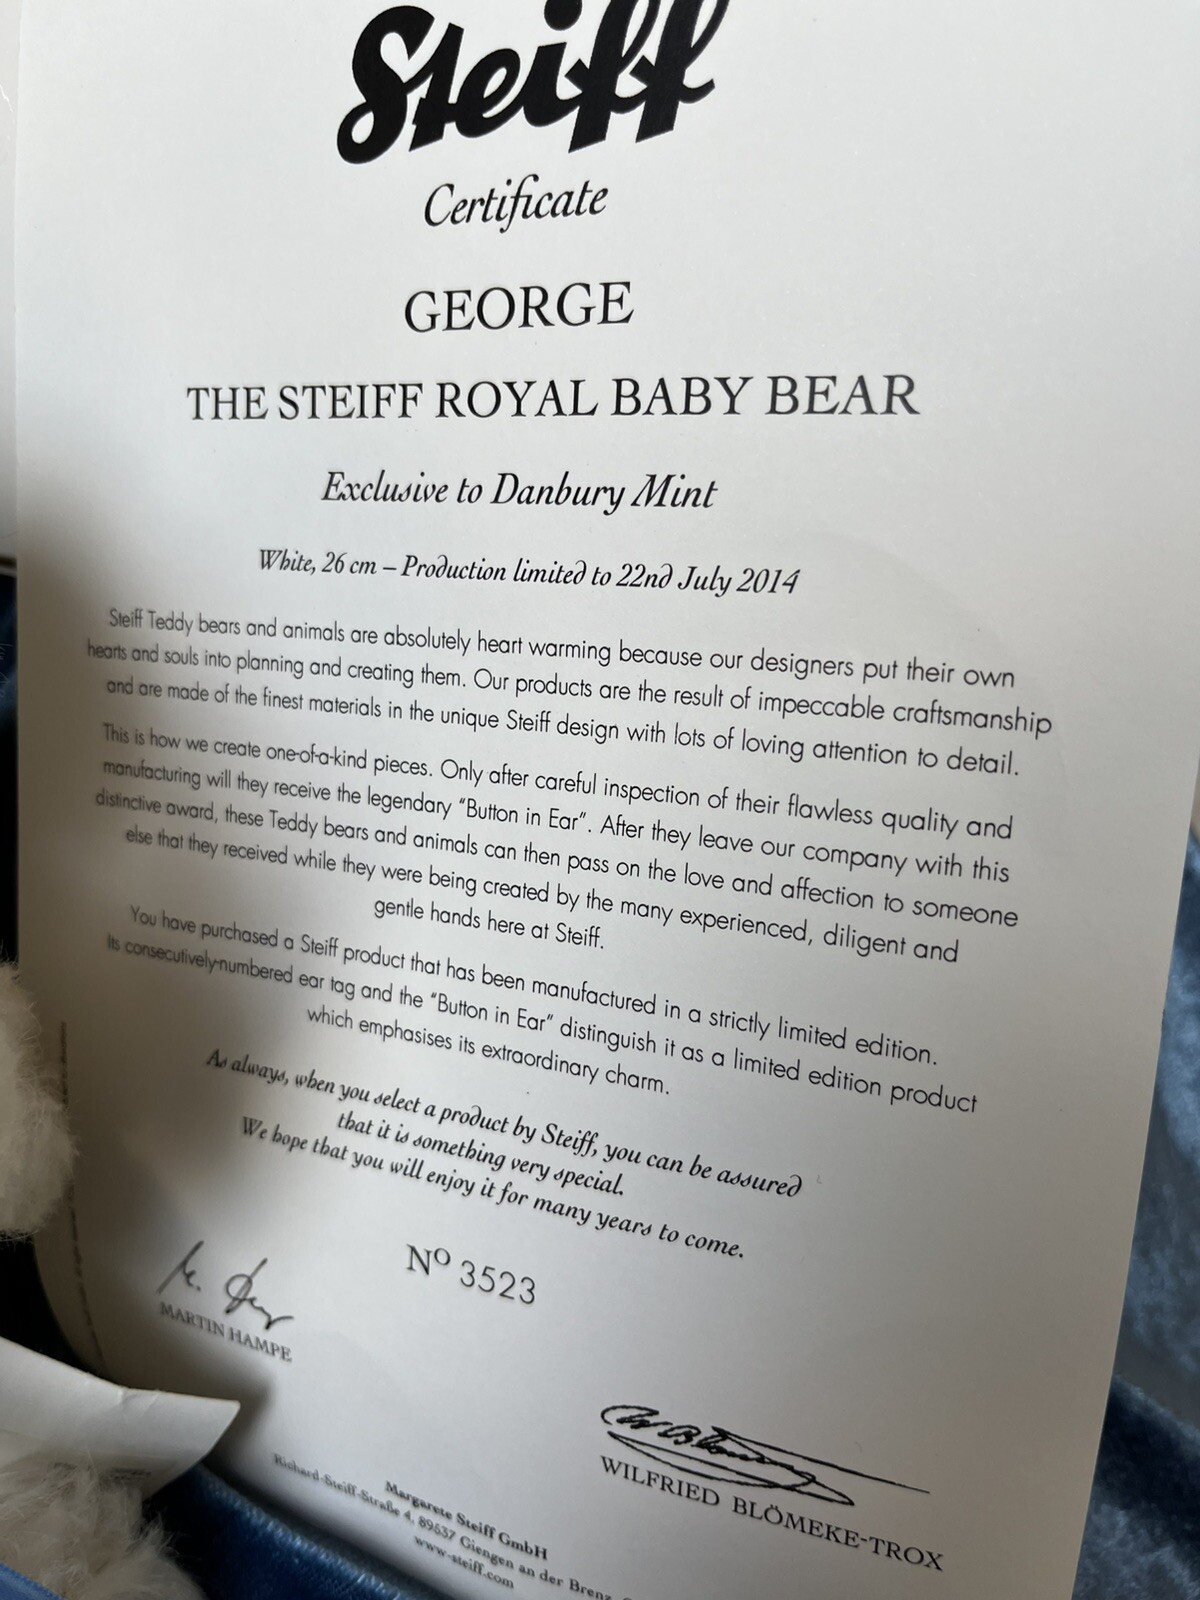 Steiff
Certificate
GEORGE
THE STEIFF ROYAL BABY BEAR
Exclusive to Danbury Mint
White, 26 cm – Production limited to 22nd July 2014
Steiff Teddy bears and animals are absolutely heart warming because our designers put their own
hearts and souls into planning and creating them. Our products are the result of impeccable craftsmanship
and are made of the finest materials in the unique Steiff design with lots of loving attention to detail.
This is how we create one-of-a-kind pieces. Only after careful inspection of their flawless quality and
manufacturing will they receive the legendary “Button in Ear”. After they leave our company with this
distinctive award, these Teddy bears and animals can then pass on the love and affection to someone
else that they received while they were being created by the many experienced, diligent and
gentle hands here at Steiff.
You have purchased a Steiff product that has been manufactured in a strictly limited edition.
Its consecutively-numbered ear tag and the “Button in Ear” distinguish it as a limited edition product
which emphasises its extraordinary charm.
As always, when you select a product by Steiff, you can be assured
that it is something very special.
We hope that you will enjoy it for many years to come.
Nº 3523
MARTIN HAMPE
WILFRIED BLÖMEKE-TROX
Margarete Steiff GmbH
Richard-Steiff-Straße 4, 89537 Giengen an der Brenz
www.steiff.com